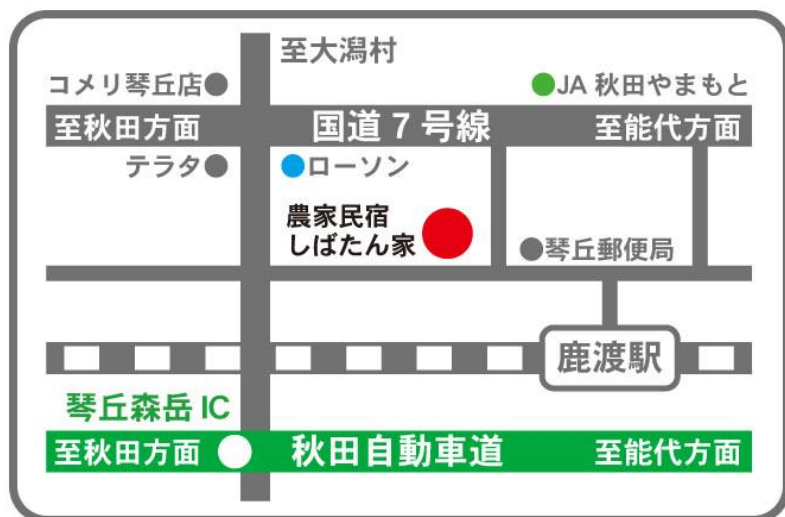 至大潟村
コメリ琴丘店●
●JA 秋田やまもと
至秋田方面
国道7号線
至能代方面
テラタ●
●ローソン
農家民宿
しばたん家
●琴丘郵便局
鹿渡駅
琴丘森岳 IC
至秋田方面
秋田自動車道
至能代方面